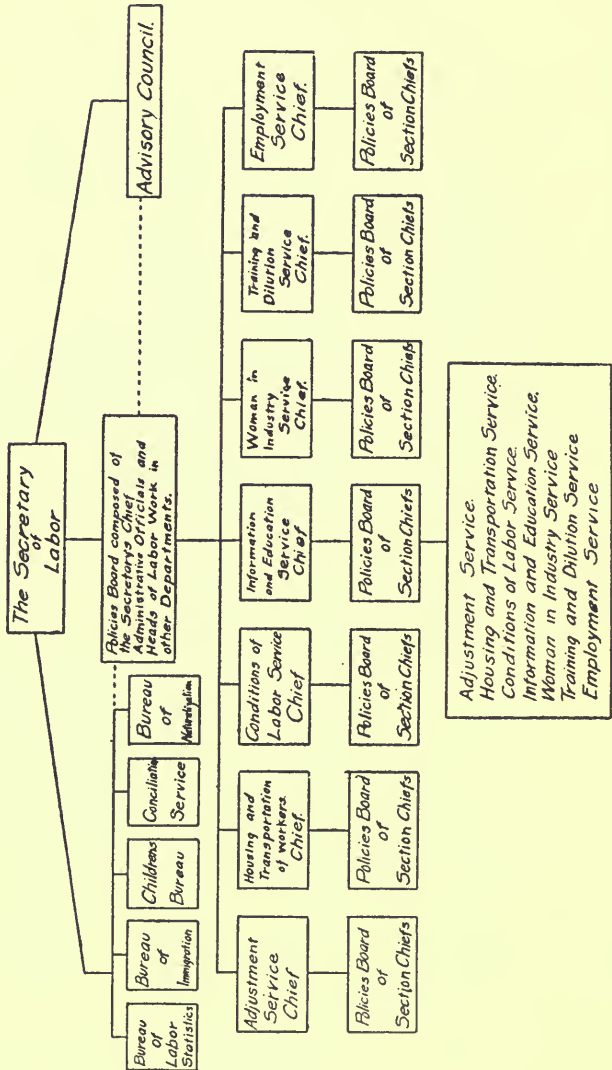 The Secretary
of
Labor
Advisory Council.
Policies Board composed of
the Secretarys Chief
Administrative Officials and
Heads of Labor Work in
other Departments.
Bureau
of
Labor
Statistics
Bureau
of
Immigration
Childrens
Bureau
Conciliation
Service
Bureau
of
Naturalization
Adjustment
Service
Chief
Housing and
Transportation
of workers.
Chief.
Conditions of
Labor Service
Chief
Information
and Education
Service
Chief
Woman in
Industry
Service
Chief.
Training and
Dilution
Service
Chief.
Employment
Service
Chief.
Policies Board
of
Section Chiefs
Policies Board
of
Section Chiefs
Policies Board
of
Section Chiefs
Policies Board
of
Section Chiefs
Policies Board
of
Section Chiefs
Policies Board
of
Section Chiefs
Policies Board
of
Section Chiefs
Adjustment Service.
Housing and Transportation Service.
Conditions of Labor Service.
Information and Education Service.
Woman in Industry Service
Training and Dilution Service
Employment Service